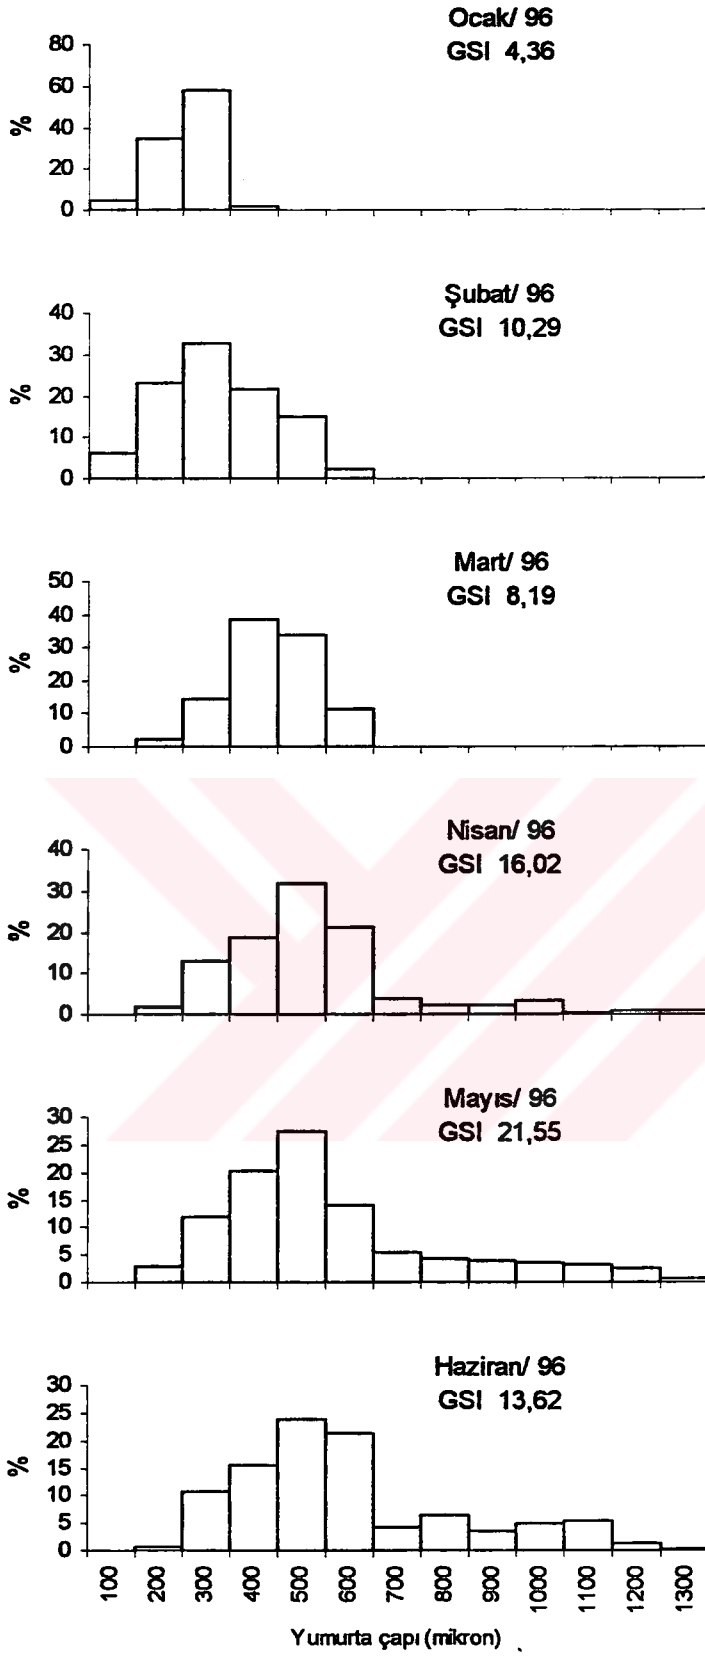 Ocak/ 96
GSI 4,36
80
60
40
20
0
%
Şubat/ 96
GSI 10,29
40
30
20
10
0
%
Mart/ 96
GSI 8,19
50
40
30
20
10
0
%
Nisan/ 96
GSI 16,02
40
30
20
10
0
%
Mayıs/ 96
GSI 21,55
30
25
20
15
10
5
0
%
Haziran/ 96
GSI 13,62
30
25
20
15
10
5
0
%
100 200 300 400 500 600 700 800 900 1000 1100 1200 1300
Yumurta çapı (mikron)